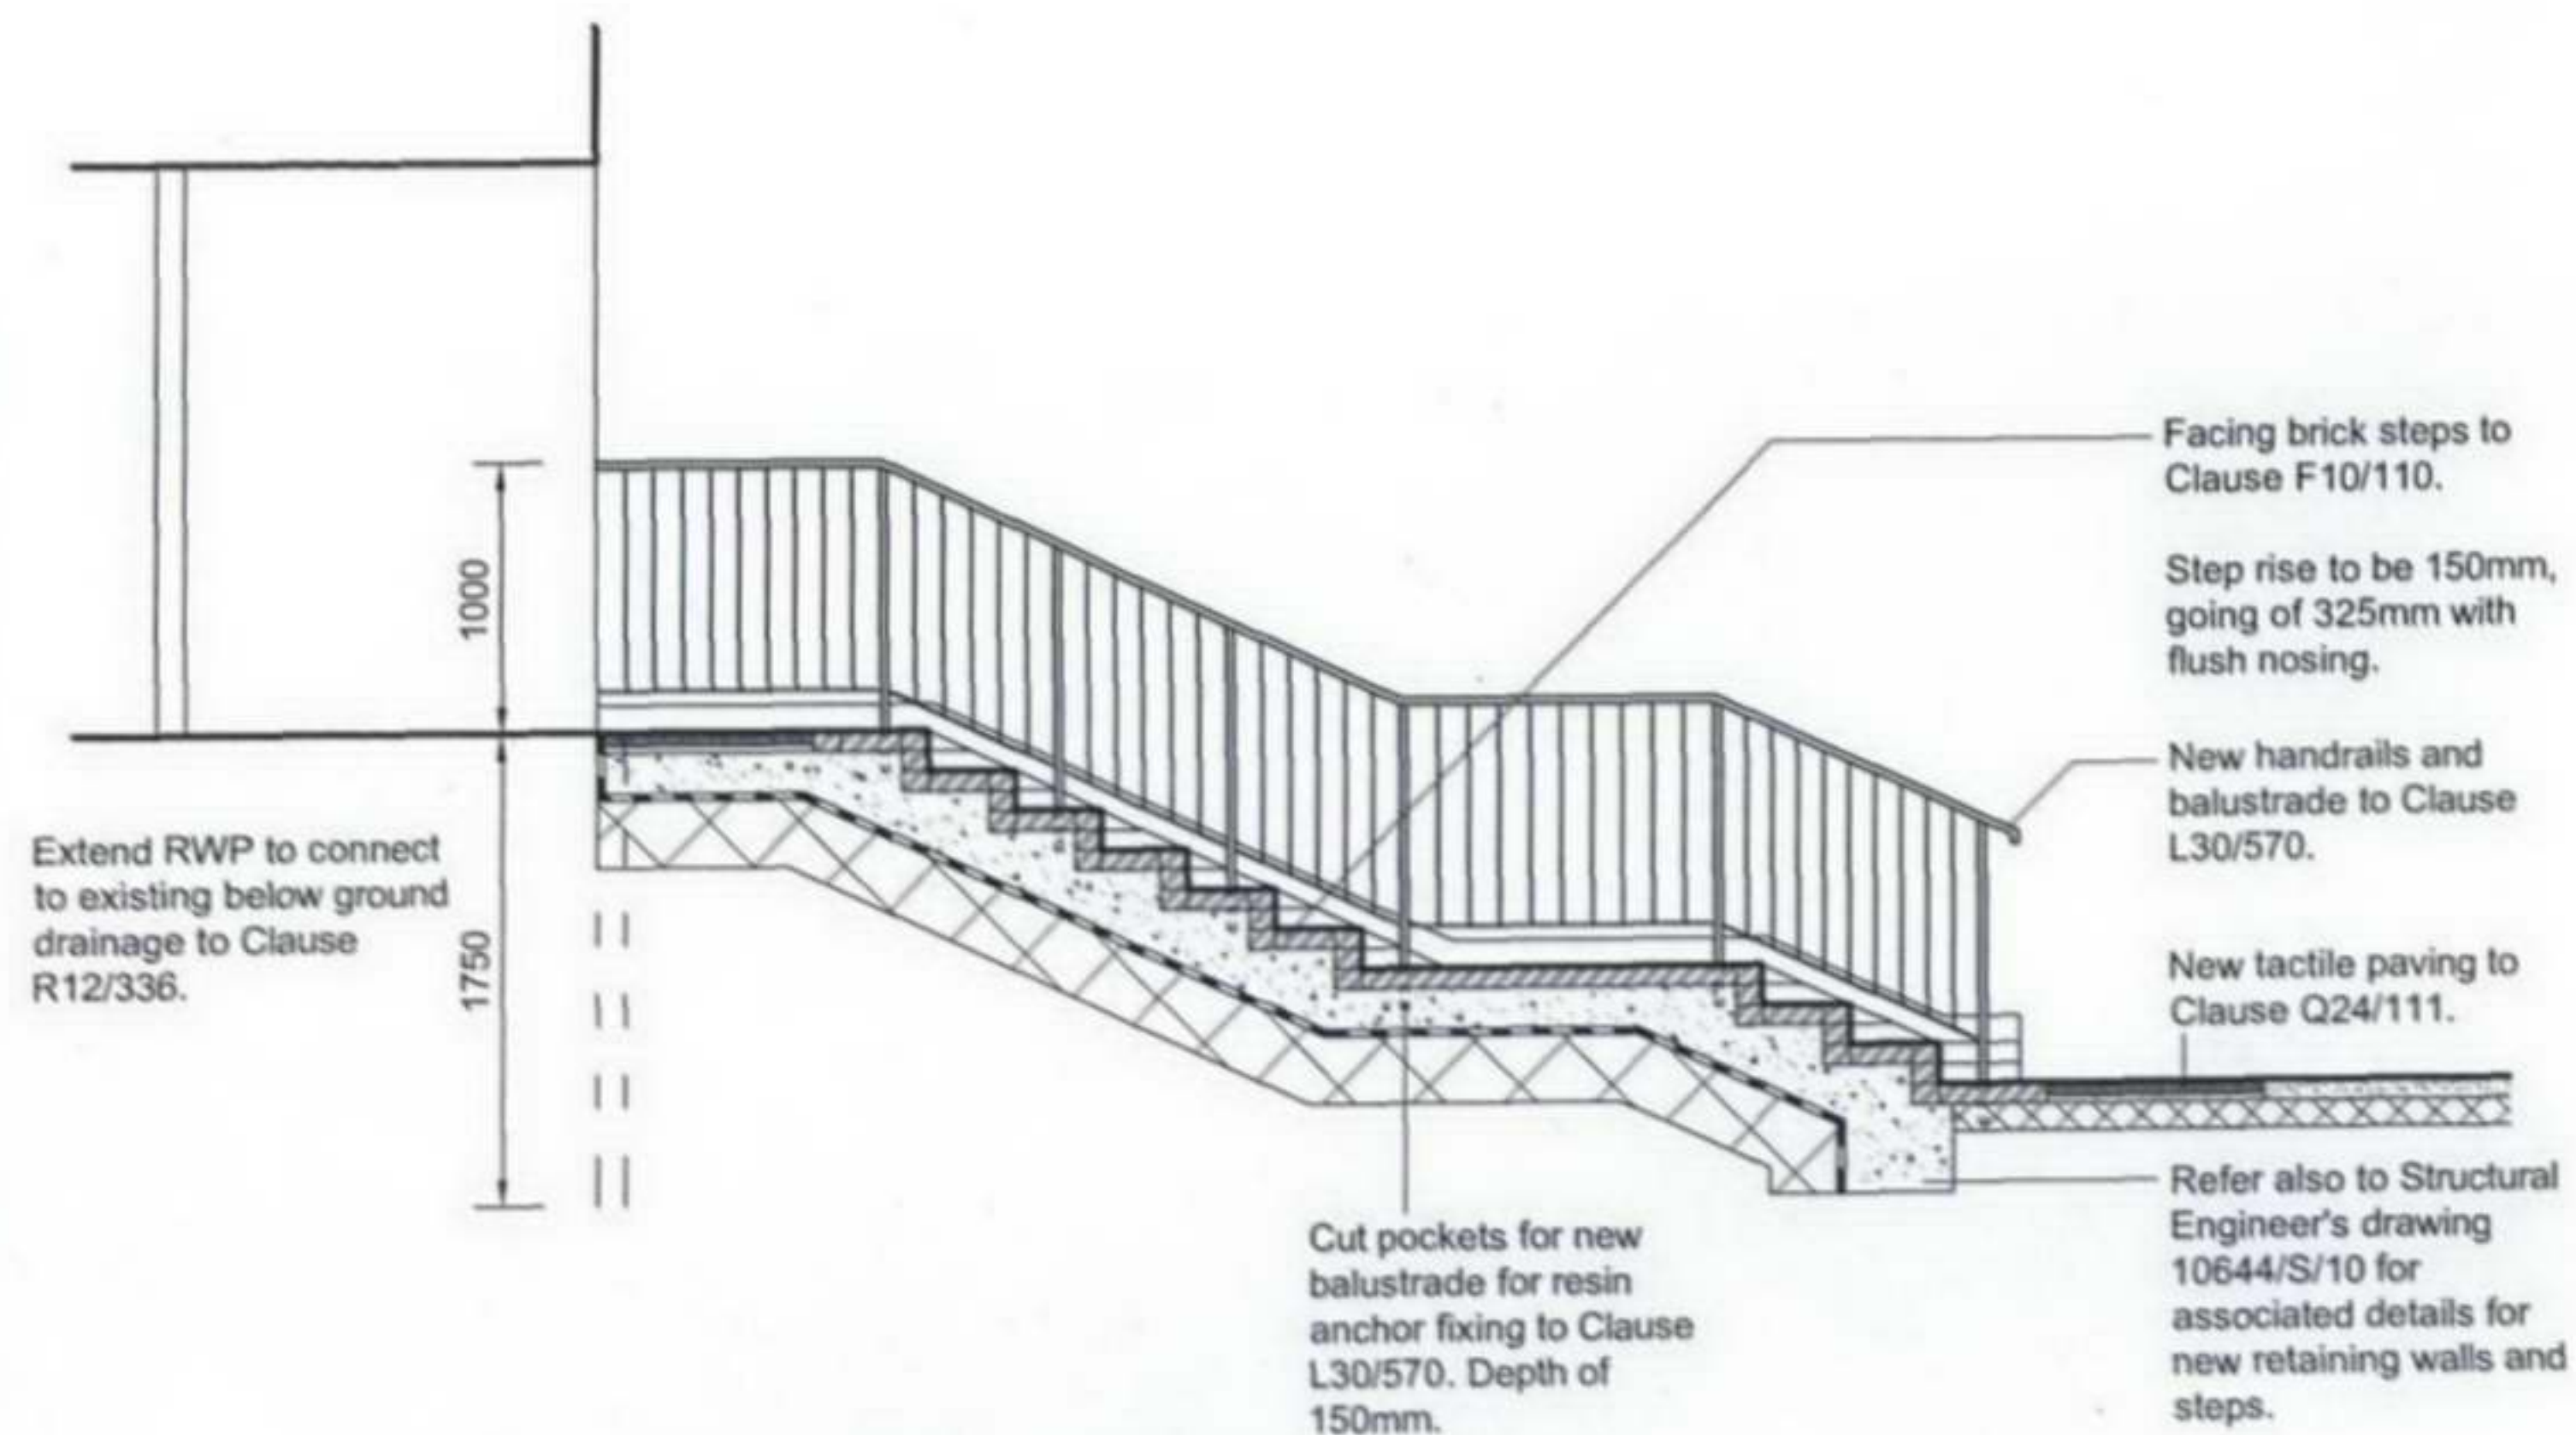 Facing brick steps to
Clause F10/110.
Step rise to be 150mm,
going of 325mm with
flush nosing.
1000
New handrails and
balustrade to Clause
L30/570.
Extend RWP to connect
to existing below ground
drainage to Clause
R12/336.
1750
New tactile paving to
Clause Q24/111.
Refer also to Structural
Engineer's drawing
10644/S/10 for
associated details for
new retaining walls and
steps.
Cut pockets for new
balustrade for resin
anchor fixing to Clause
L30/570. Depth of
150mm.